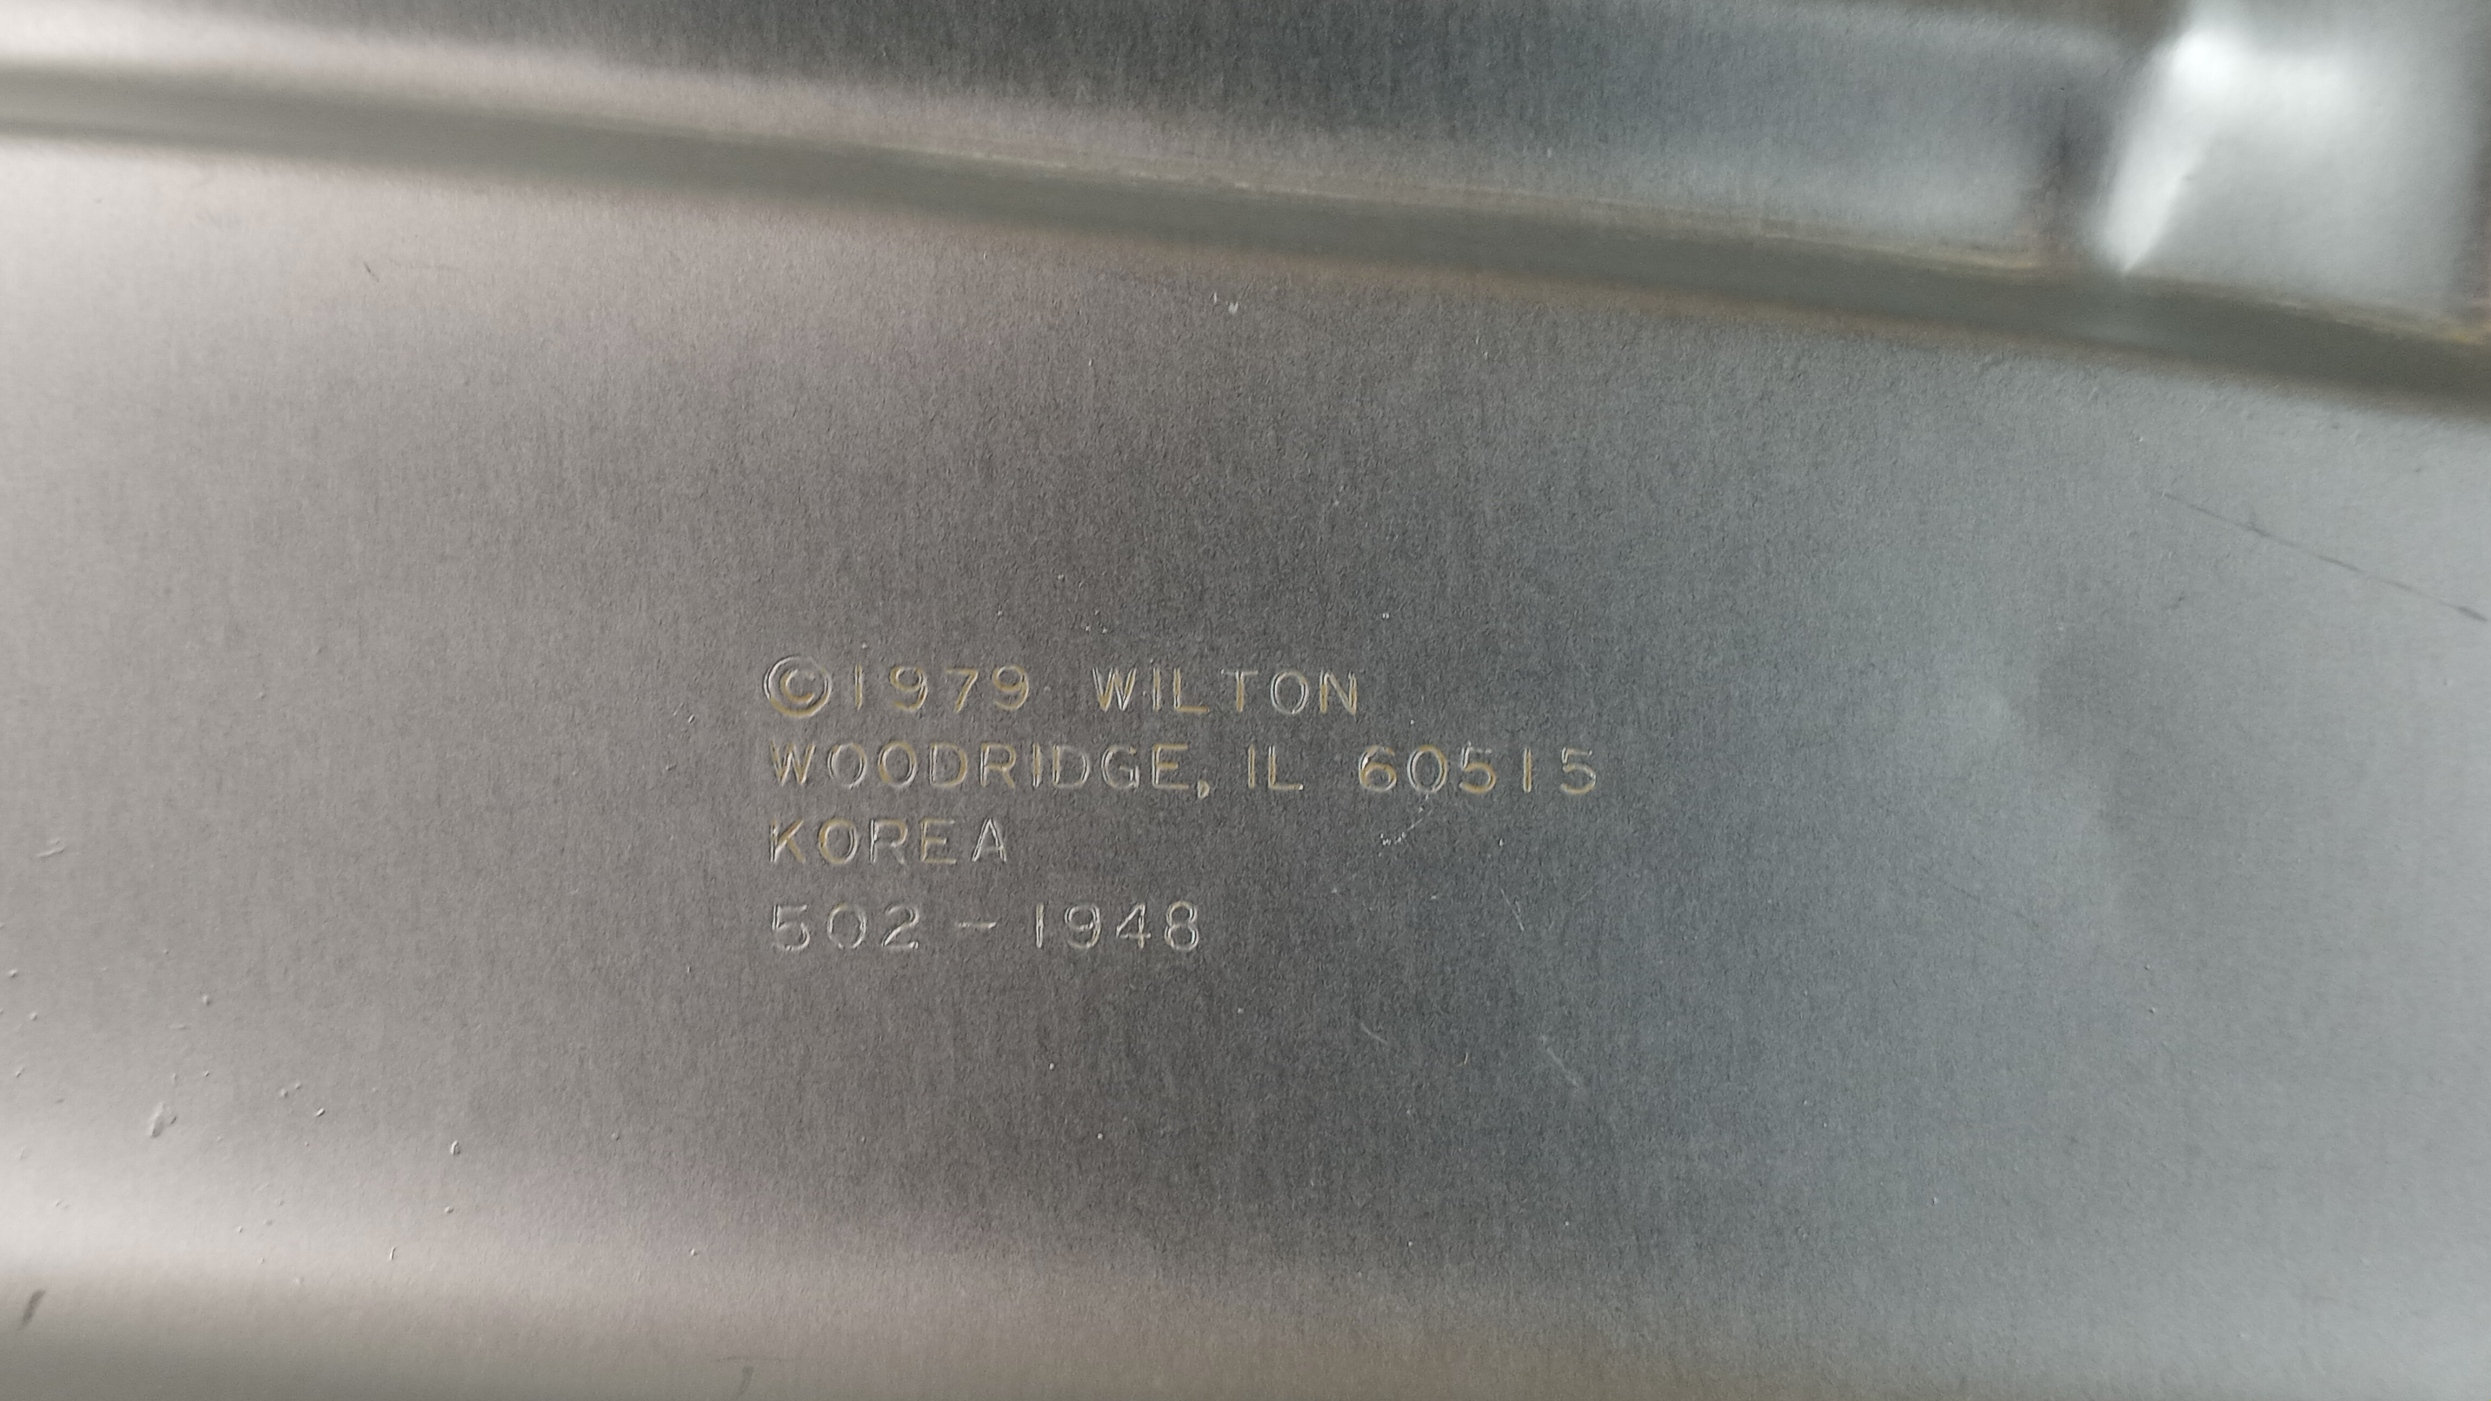 ©1979 WILTON
WOODRIDGE, IL 60515
KOREA
502-1948